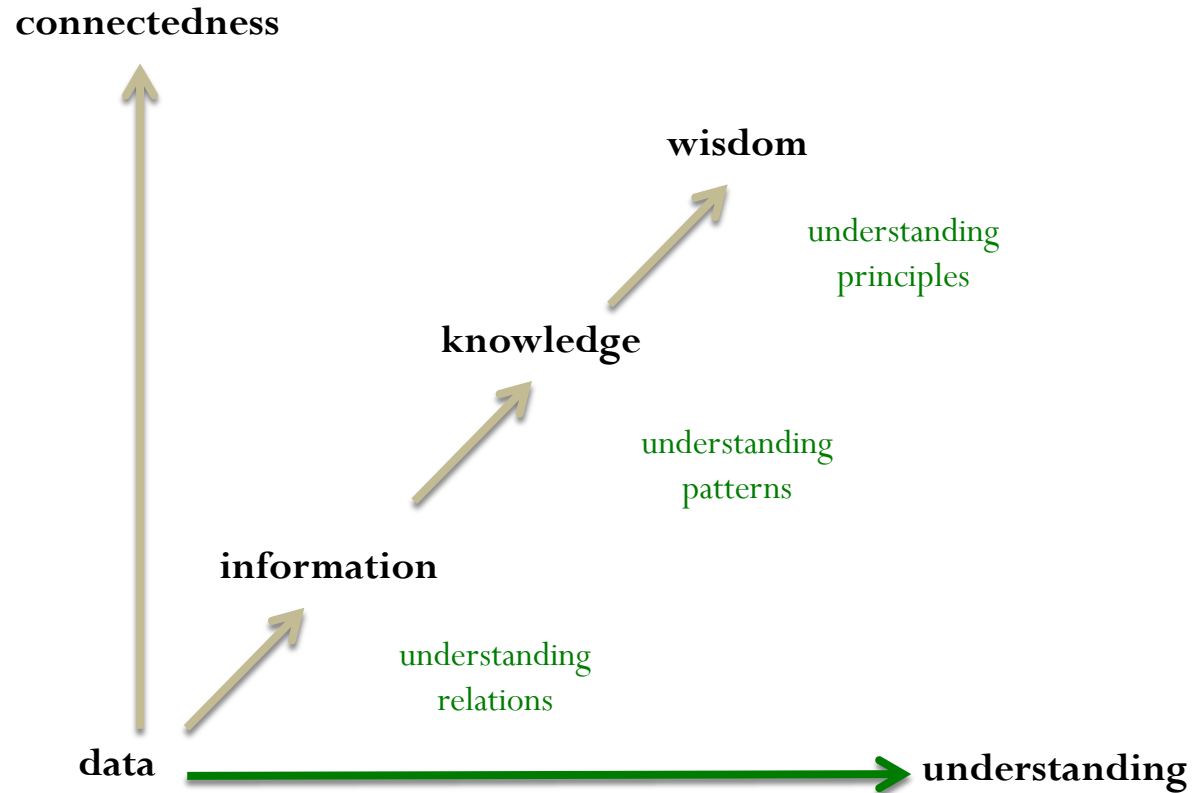 connectedness
wisdom
understanding
principles
knowledge
understanding
patterns
information
understanding
relations
data
understanding